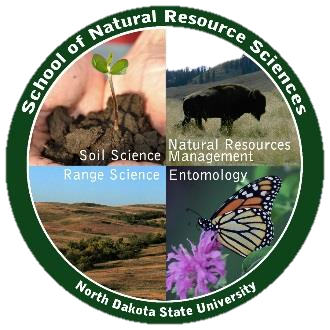 School of Natural Resource Sciences
Soil Science
Natural Resources
Management
Range Science
Entomology
North Dakota State University